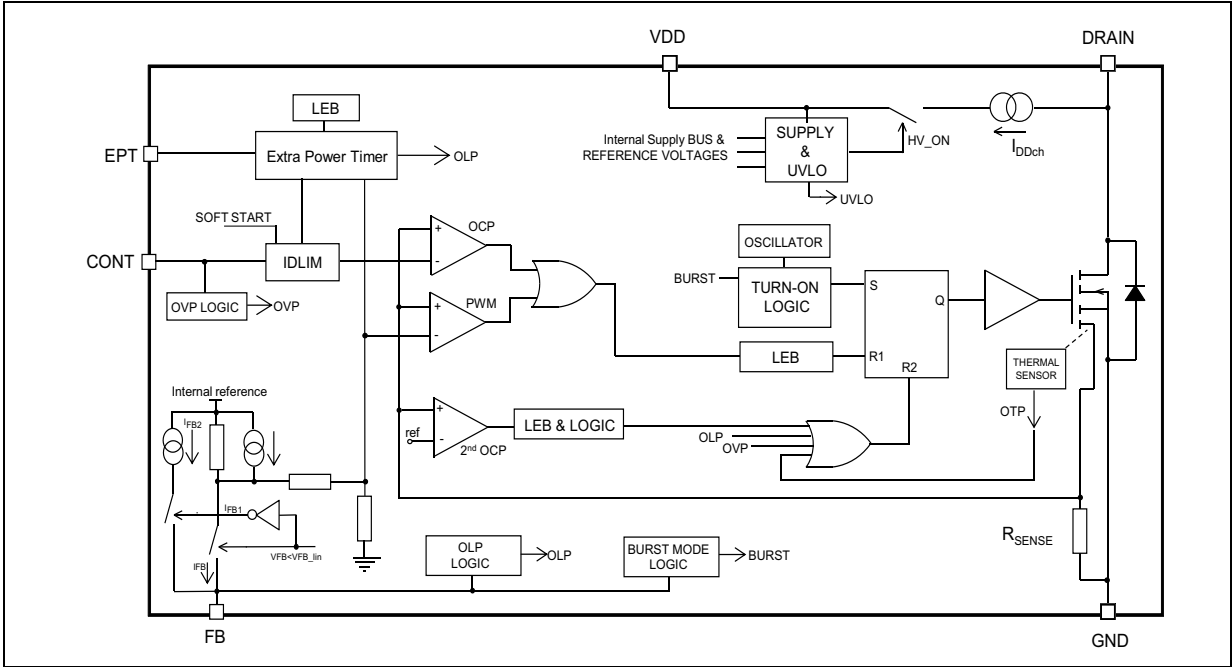 VDD
DRAIN
LEB
EPT
Extra Power Timer
OLP
Internal Supply BUS &
REFERENCE VOLTAGES
SUPPLY
&
UVLO
HV_ON
IDDch
UVLO
SOFT START
CONT
IDLIM
OVP LOGIC
OVP
+
OCP
-
+
PWM
-
OSCILLATOR
BURST
TURN-ON
LOGIC
S
Q
R1
R2
LEB
THERMAL
SENSOR
OTP
Internal reference
IFB2
+
ref
-
2nd OCP
LEB & LOGIC
OLP
OVP
IFB1
VFB<VFB_lin
IFB
OLP
LOGIC
OLP
BURST MODE
LOGIC
BURST
RSENSE
FB
GND